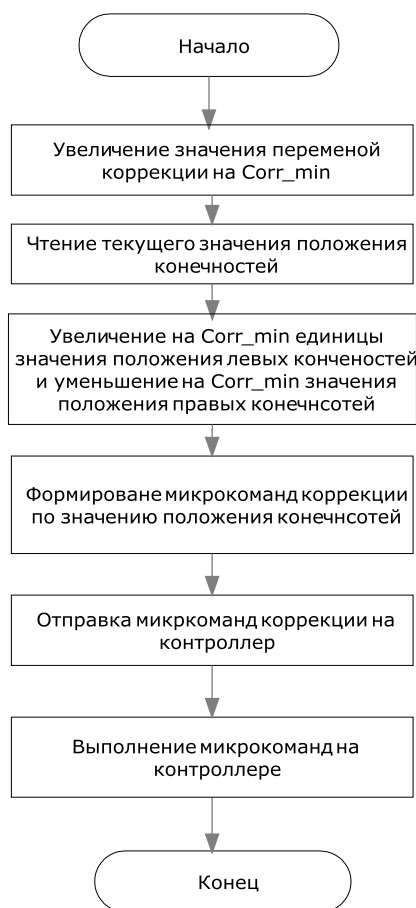 Начало
Увеличение значения переменой
коррекции на Corr_min
Чтение текущего значения положения
конечностей
Увеличение на Corr_min единицы
значения положения левых конченостей
и уменьшение на Corr_min значения
положения правых конечнсотей
Формироване микрокоманд коррекции
по значению положения конечнсотей
Отправка микркоманд коррекции на
контроллер
Выполнение микрокоманд на
контроллере
Конец